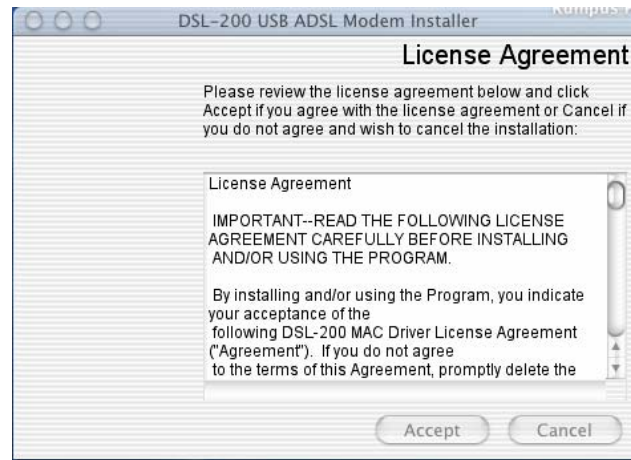 DSL-200 USB ADSL Modem Installer
License Agreement
Please review the license agreement below and click
Accept if you agree with the license agreement or Cancel if
you do not agree and wish to cancel the installation:
License Agreement
IMPORTANT--READ THE FOLLOWING LICENSE
AGREEMENT CAREFULLY BEFORE INSTALLING
AND/OR USING THE PROGRAM.
By installing and/or using the Program, you indicate
your acceptance of the
following DSL-200 MAC Driver License Agreement
("Agreement"). If you do not agree
to the terms of this Agreement, promptly delete the
Accept
Cancel